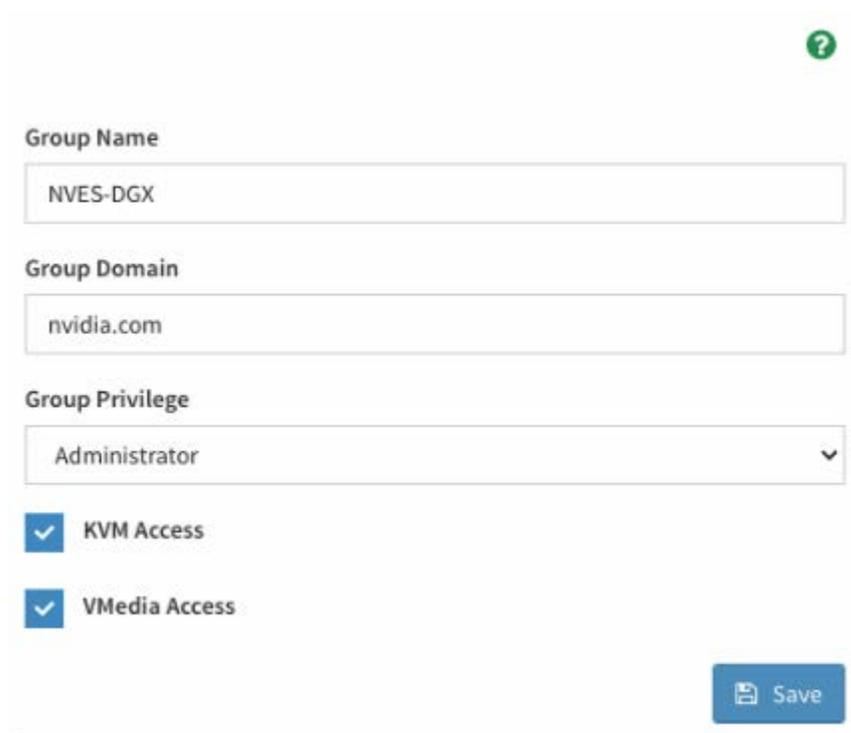 Group Name
NVES-DGX
Group Domain
nvidia.com
Group Privilege
Administrator
KVM Access
VMedia Access
Save